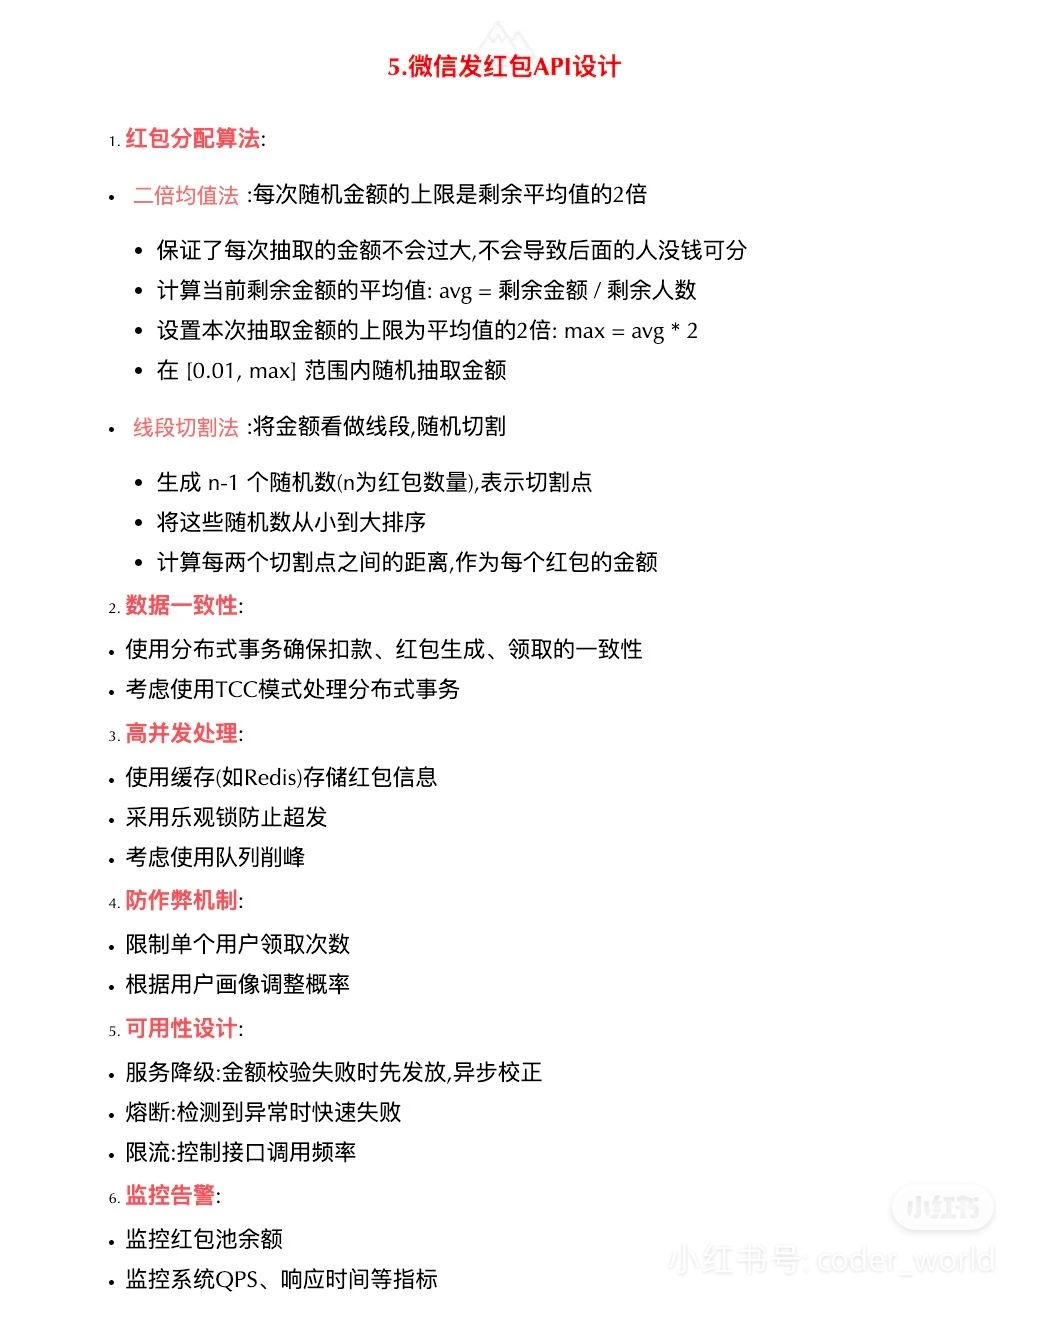 5.微信发红包API设计
1. 红包分配算法:
• 二倍均值法 :每次随机金额的上限是剩余平均值的2倍
• 保证了每次抽取的金额不会过大,不会导致后面的人没钱可分
• 计算当前剩余金额的平均值: avg = 剩余金额 / 剩余人数
• 设置本次抽取金额的上限为平均值的2倍: max = avg * 2
• 在 [0.01, max] 范围内随机抽取金额
• 线段切割法 :将金额看做线段,随机切割
• 生成 n-1 个随机数(n为红包数量),表示切割点
• 将这些随机数从小到大排序
• 计算每两个切割点之间的距离,作为每个红包的金额
2. 数据一致性:
• 使用分布式事务确保扣款、红包生成、领取的一致性
• 考虑使用TCC模式处理分布式事务
3. 高并发处理:
• 使用缓存(如Redis)存储红包信息
• 采用乐观锁防止超发
• 考虑使用队列削峰
4. 防作弊机制:
• 限制单个用户领取次数
• 根据用户画像调整概率
5. 可用性设计:
• 服务降级:金额校验失败时先发放,异步校正
• 熔断:检测到异常时快速失败
• 限流:控制接口调用频率
6. 监控告警:
• 监控红包池余额
• 监控系统QPS、响应时间等指标
小红书
小红书号: coder_world